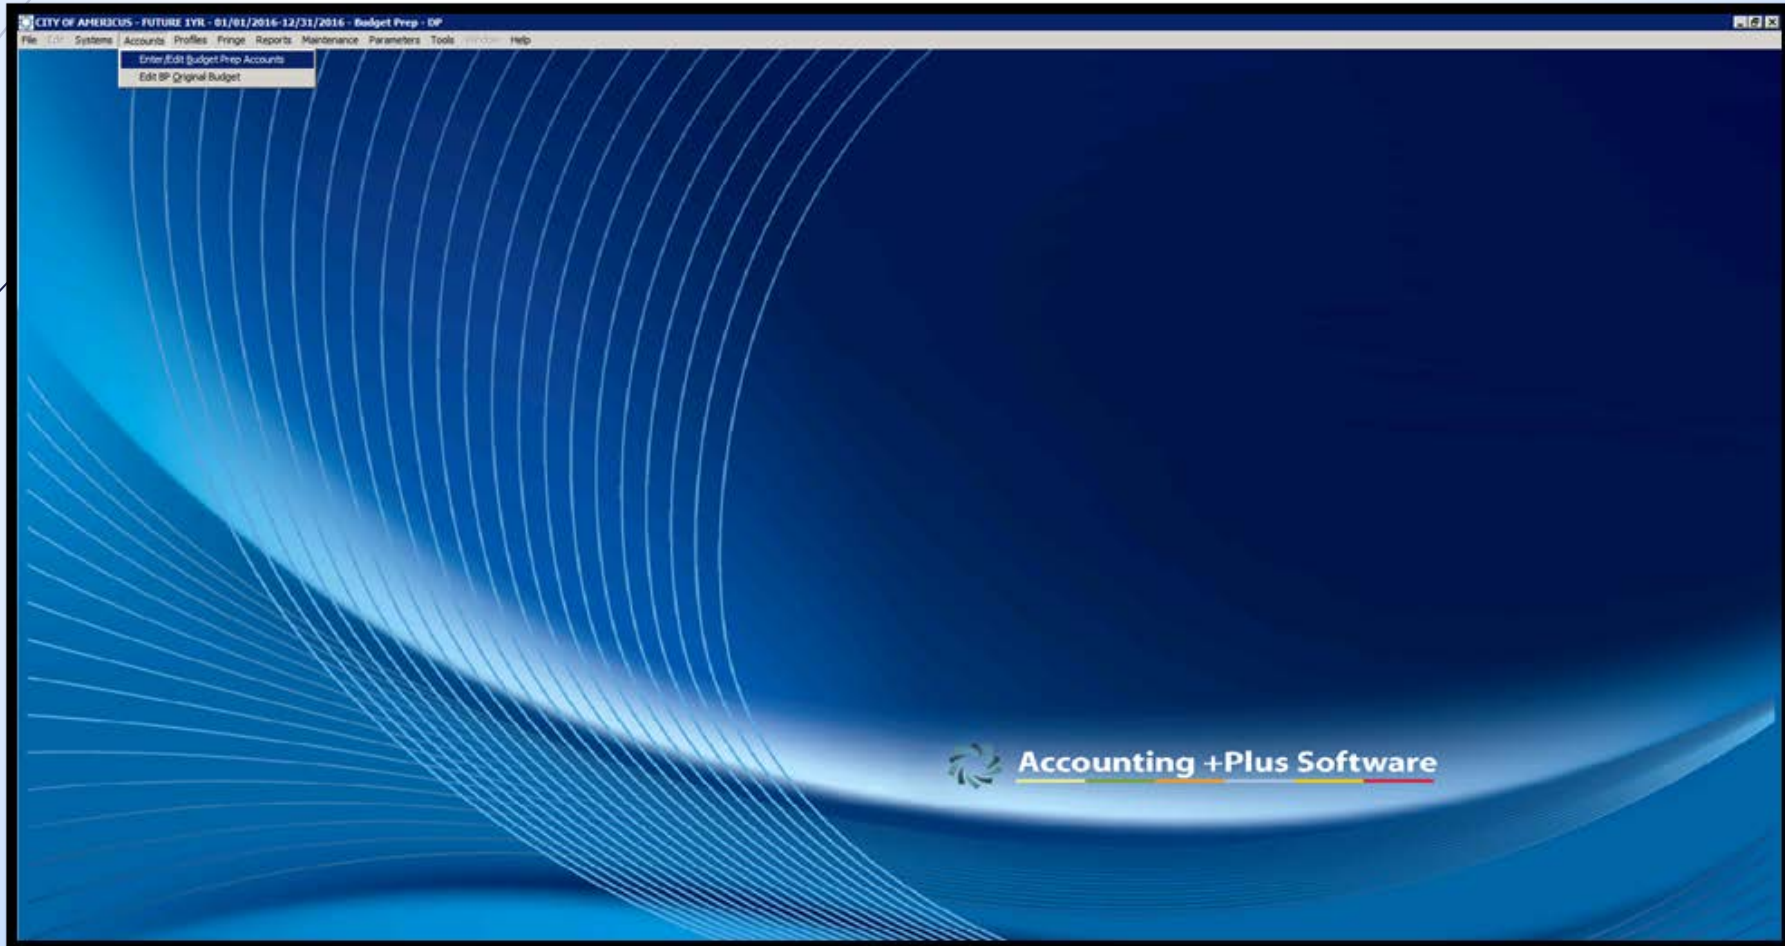 CITY OF AMERICUS - FUTURE 1YR - 01/01/2016-12/31/2016 - Budget Prep - DP
File Edit Systems Accounts Profiles Fringe Reports Maintenance Parameters Tools Window Help
Enter/Edit Budget Prep Accounts
Edit BP Original Budget
Accounting +Plus Software